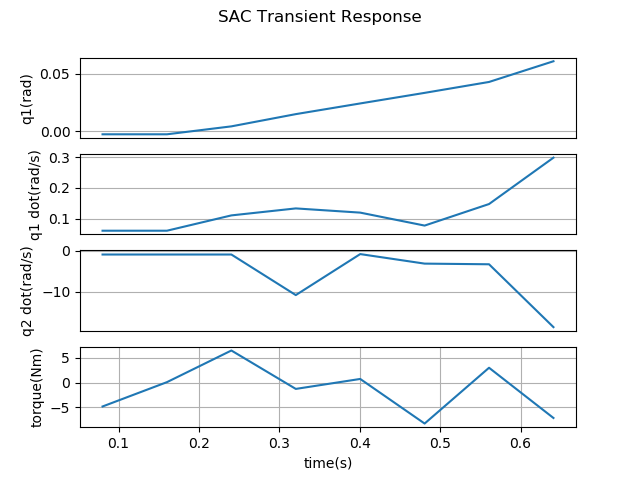 SAC Transient Response
q1(rad)
0.05
0.00
q1 dot(rad/s)
0.3
0.2
0.1
q2 dot(rad/s)
0
−10
torque(Nm)
5
0
−5
0.1 0.2 0.3 0.4 0.5 0.6
time(s)